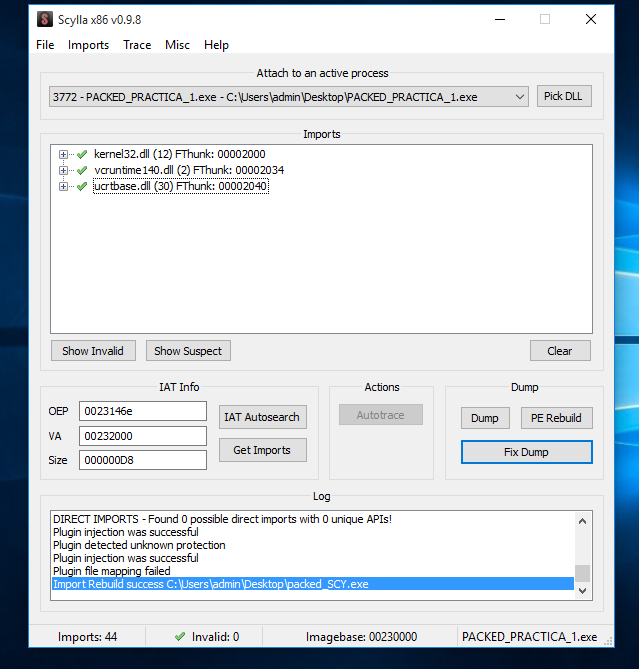 Scylla x86 v0.9.8
File Imports Trace Misc Help
Attach to an active process
3772 - PACKED_PRACTICA_1.exe - C:\Users\admin\Desktop\PACKED_PRACTICA_1.exe
Pick DLL
Imports
kernel32.dll (12) FThunk: 00002000
vcruntime140.dll (2) FThunk: 00002034
ucrtbase.dll (30) FThunk: 00002040
Show Invalid Show Suspect Clear
IAT Info
OEP 0023146e
VA 00232000
Size 000000D8
IAT Autosearch
Get Imports
Actions
Autotrace
Dump
Dump PE Rebuild
Fix Dump
Log
DIRECT IMPORTS - Found 0 possible direct imports with 0 unique APIs!
Plugin injection was successful
Plugin detected unknown protection
Plugin injection was successful
Plugin file mapping failed
Import Rebuild success C:\Users\admin\Desktop\packed_SCY.exe
Imports: 44 Invalid: 0 Imagebase: 00230000 PACKED_PRACTICA_1.exe